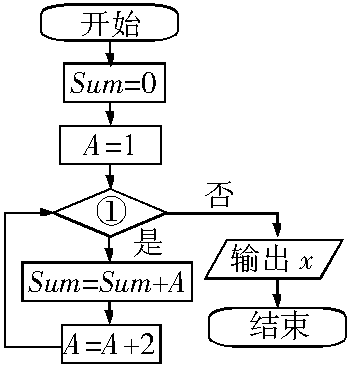 开始
Sum=0
A=1
①
否
是
Sum=Sum+A
输出 x
A=A+2
结束